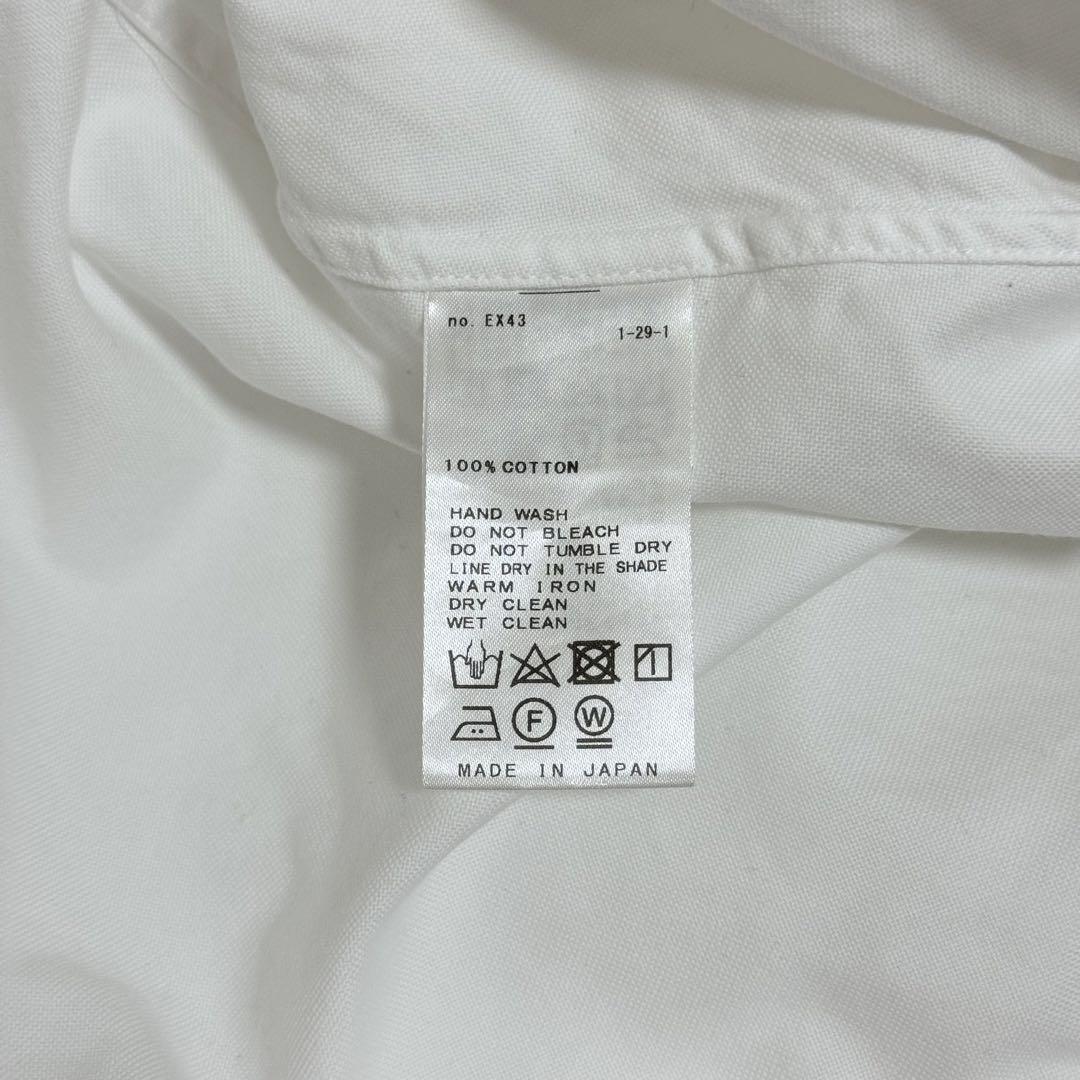 no. EX43
1-29-1
100% COTTON
HAND WASH
DO NOT BLEACH
DO NOT TUMBLE DRY
LINE DRY IN THE SHADE
WARM IRON
DRY CLEAN
WET CLEAN
F W
MADE IN JAPAN